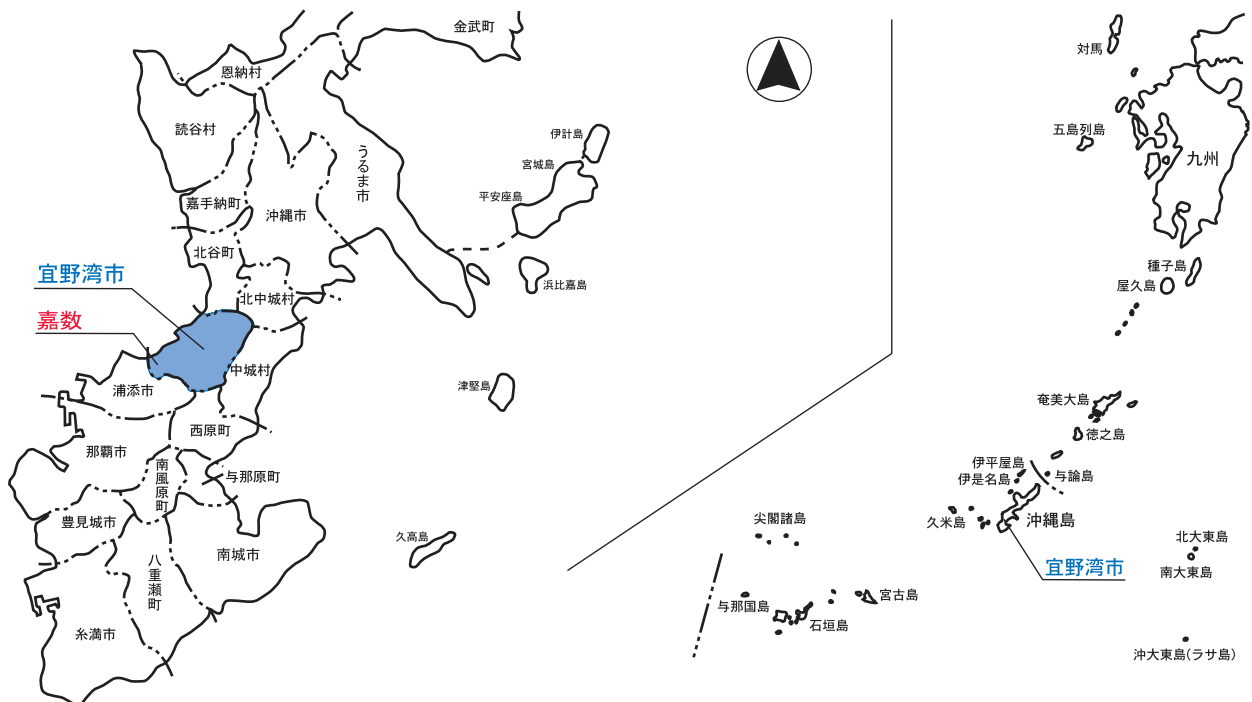 金武町
恩納村
読谷村
うるま市
伊計島
宮城島
平安座島
嘉手納町
沖縄市
北谷町
浜比嘉島
宜野湾市
北中城村
嘉数
中城村
浦添市
津堅島
西原町
那覇市
南風原町
与那原町
豊見城市
八重瀬町
南城市
久高島
糸満市
対馬
五島列島
九州
種子島
屋久島
奄美大島
徳之島
伊平屋島
伊是名島
与論島
久米島
沖縄島
尖閣諸島
北大東島
南大東島
宜野湾市
与那国島
宮古島
石垣島
沖大東島(ラサ島)